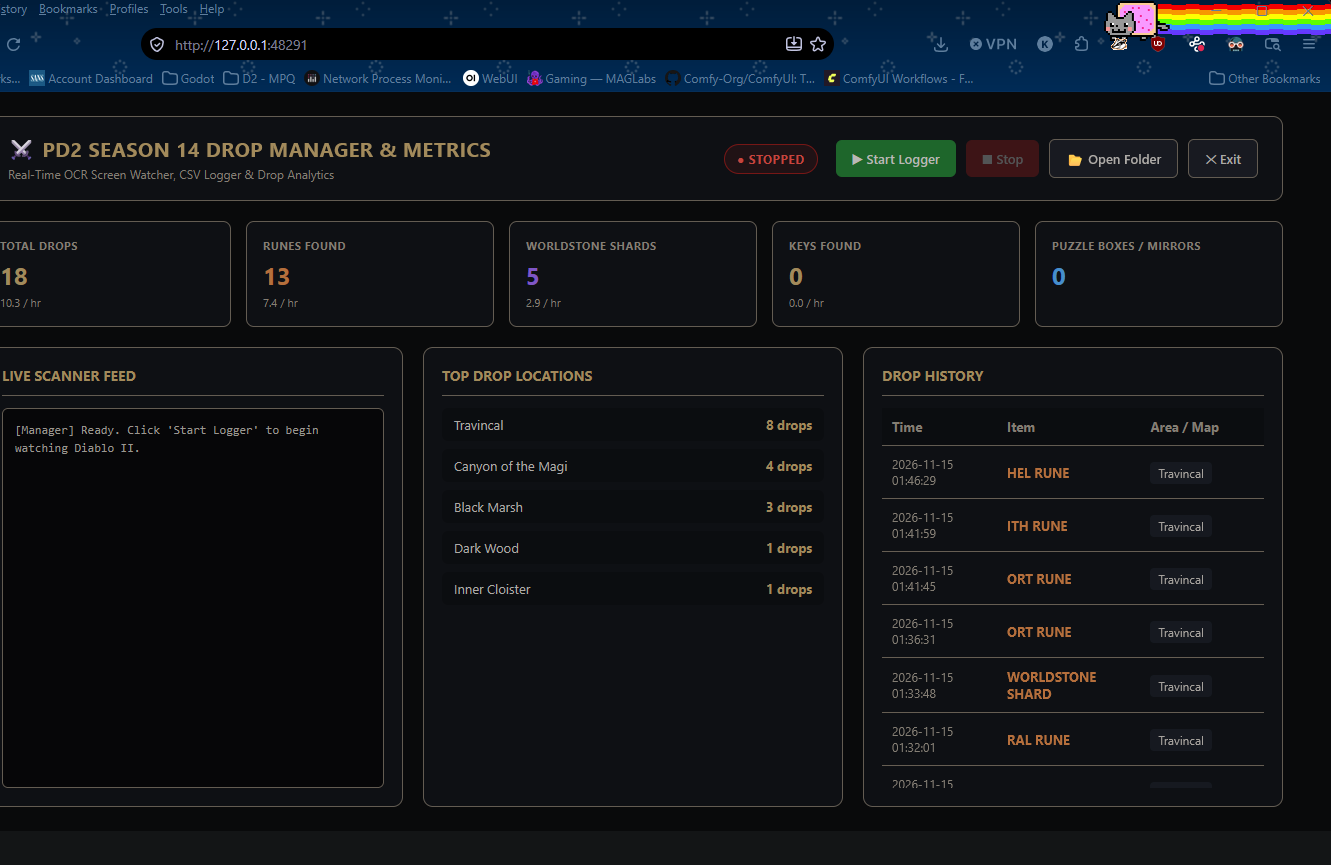 story Bookmarks Profiles Tools Help
http://127.0.0.1:48291
VPN
K
ks... Account Dashboard Godot D2 - MPQ Network Process Moni... OI WebUI Gaming — MAGLabs Comfy-Org/ComfyUI: T... ComfyUI Workflows - F... Other Bookmarks
PD2 SEASON 14 DROP MANAGER & METRICS
Real-Time OCR Screen Watcher, CSV Logger & Drop Analytics
● STOPPED
▶ Start Logger
■ Stop
Open Folder
✕ Exit
TOTAL DROPS
18
10.3 / hr
RUNES FOUND
13
7.4 / hr
WORLDSTONE SHARDS
5
2.9 / hr
KEYS FOUND
0
0.0 / hr
PUZZLE BOXES / MIRRORS
0
LIVE SCANNER FEED
[Manager] Ready. Click 'Start Logger' to begin
watching Diablo II.
TOP DROP LOCATIONS
Travincal 8 drops
Canyon of the Magi 4 drops
Black Marsh 3 drops
Dark Wood 1 drops
Inner Cloister 1 drops
DROP HISTORY
Time Item Area / Map
2026-11-15
01:46:29 HEL RUNE Travincal
2026-11-15
01:41:59 ITH RUNE Travincal
2026-11-15
01:41:45 ORT RUNE Travincal
2026-11-15
01:36:31 ORT RUNE Travincal
2026-11-15
01:33:48 WORLDSTONE
SHARD Travincal
2026-11-15
01:32:01 RAL RUNE Travincal
2026-11-15